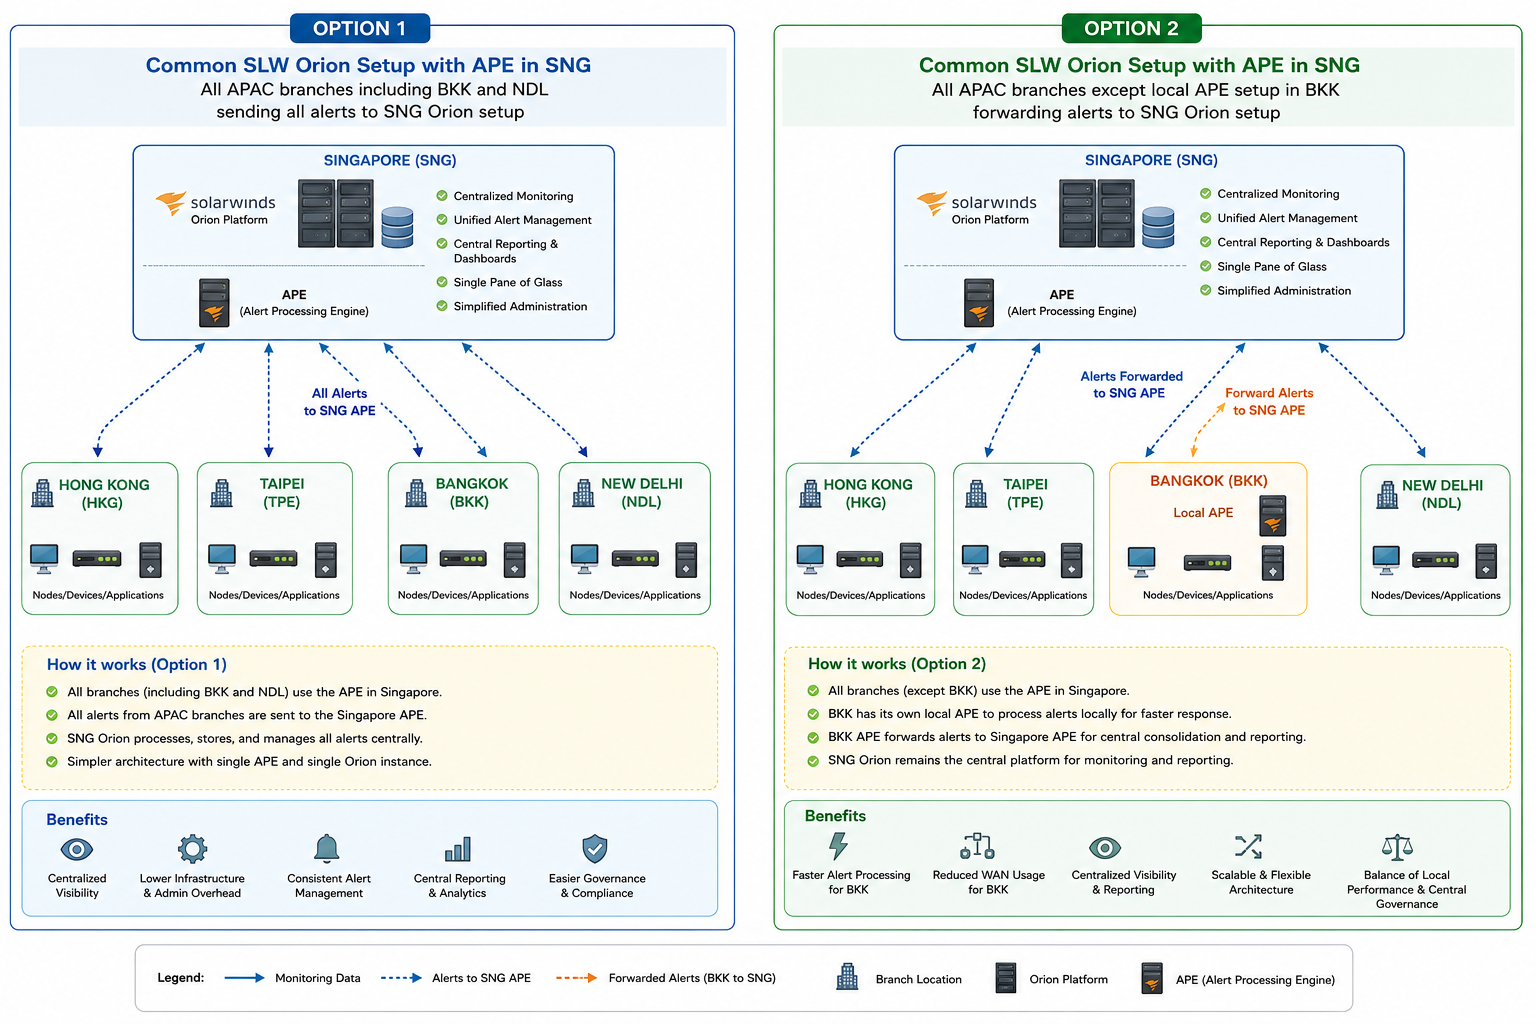 OPTION 1
Common SLW Orion Setup with APE in SNG
All APAC branches including BKK and NDL
sending all alerts to SNG Orion setup
SINGAPORE (SNG)
solarwinds
Orion Platform
Centralized Monitoring
Unified Alert Management
Central Reporting &
Dashboards
Single Pane of Glass
Simplified Administration
APE
(Alert Processing Engine)
All Alerts
to SNG APE
HONG KONG
(HKG)
Nodes/Devices/Applications
TAIPEI
(TPE)
Nodes/Devices/Applications
BANGKOK
(BKK)
Nodes/Devices/Applications
NEW DELHI
(NDL)
Nodes/Devices/Applications
How it works (Option 1)
All branches (including BKK and NDL) use the APE in Singapore.
All alerts from APAC branches are sent to the Singapore APE.
SNG Orion processes, stores, and manages all alerts centrally.
Simpler architecture with single APE and single Orion instance.
Benefits
Centralized
Visibility
Lower Infrastructure
& Admin Overhead
Consistent Alert
Management
Central Reporting
& Analytics
Easier Governance
& Compliance
OPTION 2
Common SLW Orion Setup with APE in SNG
All APAC branches except local APE setup in BKK
forwarding alerts to SNG Orion setup
SINGAPORE (SNG)
solarwinds
Orion Platform
Centralized Monitoring
Unified Alert Management
Central Reporting & Dashboards
Single Pane of Glass
Simplified Administration
APE
(Alert Processing Engine)
Alerts Forwarded
to SNG APE
Forward Alerts
to SNG APE
HONG KONG
(HKG)
Nodes/Devices/Applications
TAIPEI
(TPE)
Nodes/Devices/Applications
BANGKOK (BKK)
Local APE
Nodes/Devices/Applications
NEW DELHI
(NDL)
Nodes/Devices/Applications
How it works (Option 2)
All branches (except BKK) use the APE in Singapore.
BKK has its own local APE to process alerts locally for faster response.
BKK APE forwards alerts to Singapore APE for central consolidation and reporting.
SNG Orion remains the central platform for monitoring and reporting.
Benefits
Faster Alert Processing
for BKK
Reduced WAN Usage
for BKK
Centralized Visibility
& Reporting
Scalable & Flexible
Architecture
Balance of Local
Performance & Central
Governance
Legend:
Monitoring Data
Alerts to SNG APE
Forwarded Alerts (BKK to SNG)
Branch Location
Orion Platform
APE (Alert Processing Engine)